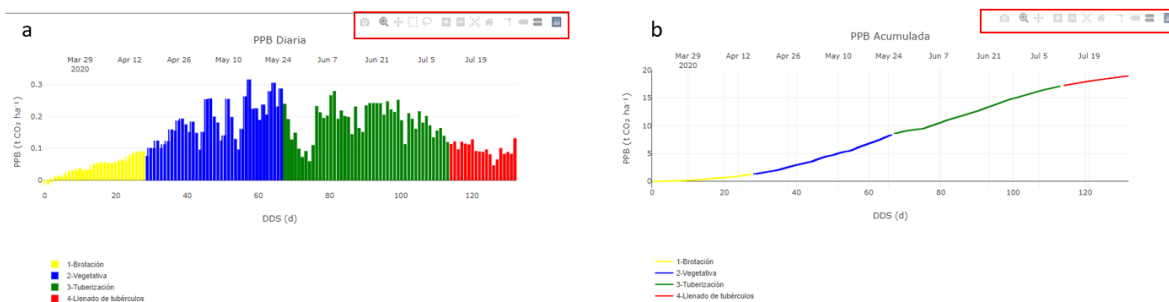 a
PPB Diaria
Mar 29 Apr 12 Apr 26 May 10 May 24 Jun 7 Jun 21 Jul 5 Jul 19
2020
0.3
0.2
0.1
0
PPB (t CO₂ ha⁻¹)
0 20 40 60 80 100 120
DDS (d)
1-Brotación
2-Vegetativa
3-Tuberización
4-Llenado de tubérculos
b
PPB Acumulada
Mar 29 Apr 12 Apr 26 May 10 May 24 Jun 7 Jun 21 Jul 5 Jul 19
2020
20
15
10
5
0
PPB (t CO₂ ha⁻¹)
0 20 40 60 80 100 120
DDS (d)
1-Brotación
2-Vegetativa
3-Tuberización
4-Llenado de tubérculos